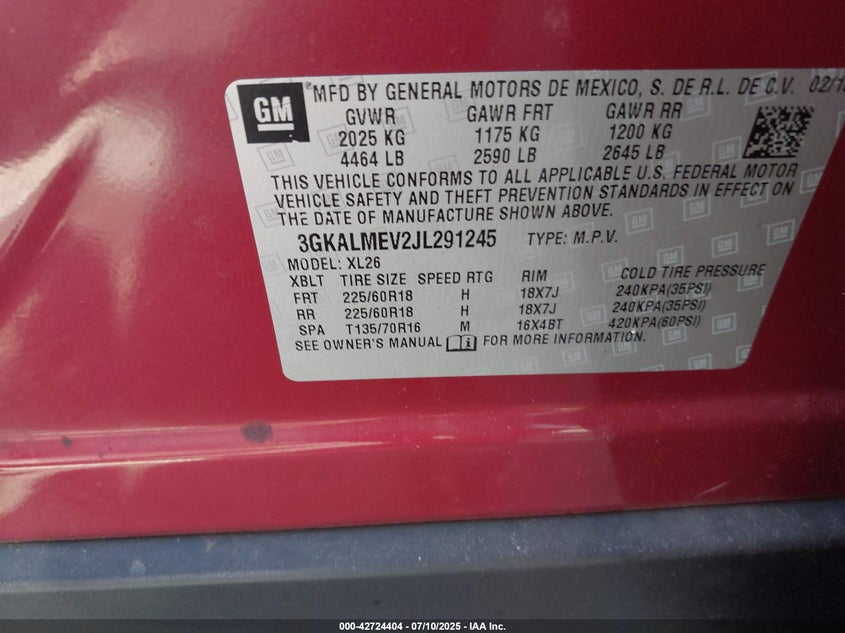 GM
® MFD BY GENERAL MOTORS DE MEXICO, S. DE R.L. DE C.V. 02/18
GVWR GAWR FRT GAWR RR
2025 KG 1175 KG 1200 KG
4464 LB 2590 LB 2645 LB
THIS VEHICLE CONFORMS TO ALL APPLICABLE U.S. FEDERAL MOTOR
VEHICLE SAFETY AND THEFT PREVENTION STANDARDS IN EFFECT ON
THE DATE OF MANUFACTURE SHOWN ABOVE.
3GKALMEV2JL291245 TYPE: M.P.V.
MODEL: XL26
XBLT TIRE SIZE SPEED RTG RIM COLD TIRE PRESSURE
FRT 225/60R18 H 18X7J 240KPA(35PSI)
RR 225/60R18 H 18X7J 240KPA(35PSI)
SPA T135/70R16 M 16X4BT 420KPA(60PSI)
SEE OWNER'S MANUAL FOR MORE INFORMATION.
000-42724404 — 07/10/2025 — IAA Inc.